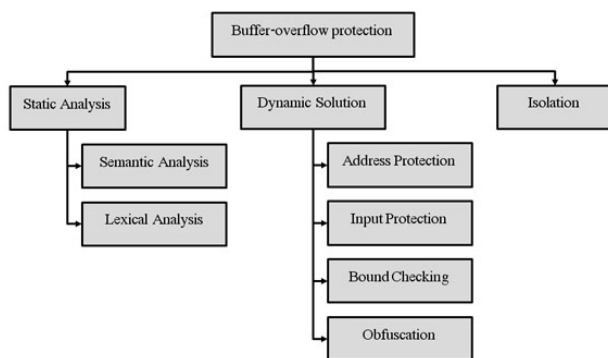 Buffer-overflow protection
Static Analysis
Dynamic Solution
Isolation
Semantic Analysis
Lexical Analysis
Address Protection
Input Protection
Bound Checking
Obfuscation